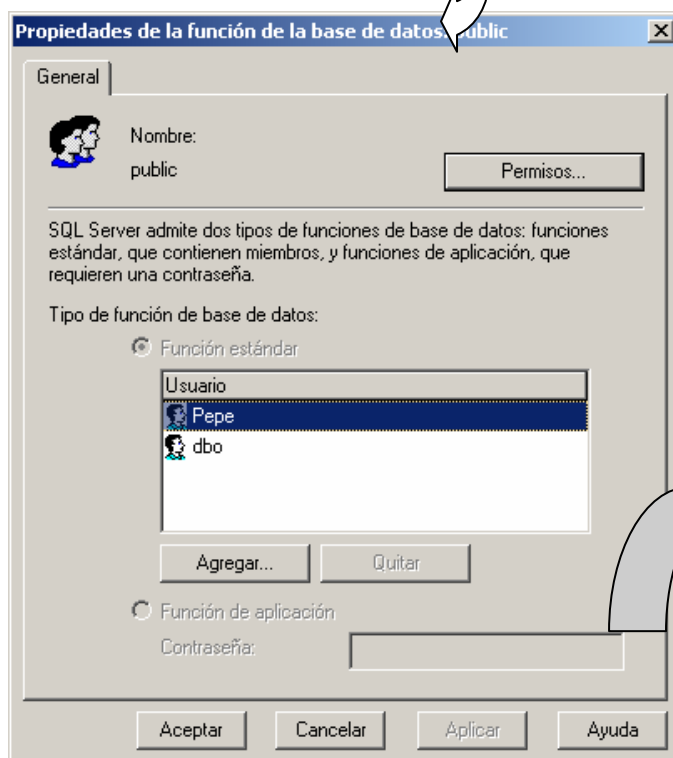 Propiedades de la función de la base de datos: public
General
Nombre:
public
Permisos...
SQL Server admite dos tipos de funciones de base de datos: funciones
estándar, que contienen miembros, y funciones de aplicación, que
requieren una contraseña.
Tipo de función de base de datos:
Función estándar
Usuario
Pepe
dbo
Agregar...
Quitar
Función de aplicación
Contraseña:
Aceptar
Cancelar
Aplicar
Ayuda